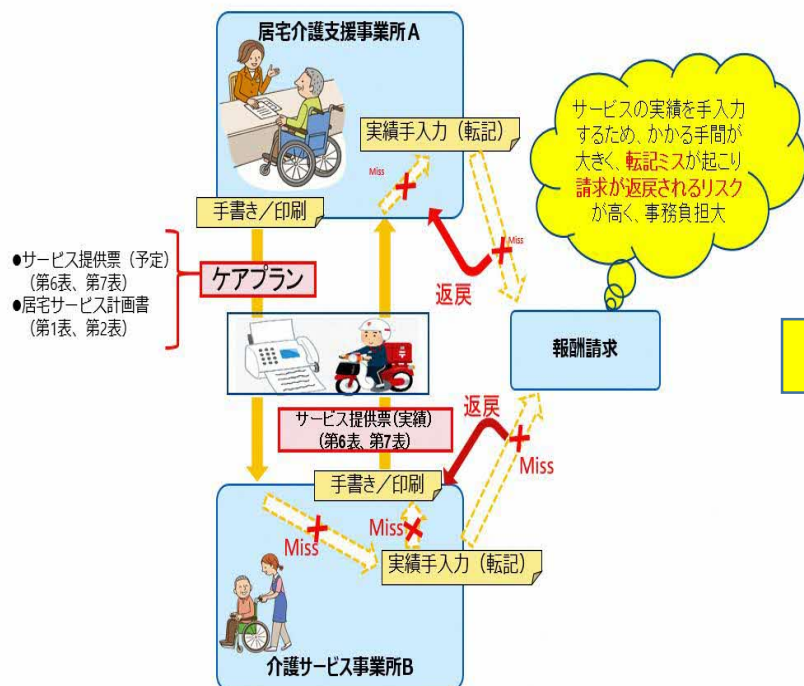 居宅介護支援事業所A
実績手入力（転記）
Miss
Miss
手書き／印刷
返戻
サービスの実績を手入力
するため、かかる手間が
大きく、転記ミスが起こり
請求が返戻されるリスク
が高く、事務負担大
●サービス提供票（予定）
（第6表、第7表）
●居宅サービス計画書
（第1表、第2表）
ケアプラン
報酬請求
サービス提供票(実績)
(第6表、第7表)
返戻
Miss
手書き／印刷
Miss
Miss
実績手入力（転記）
介護サービス事業所B